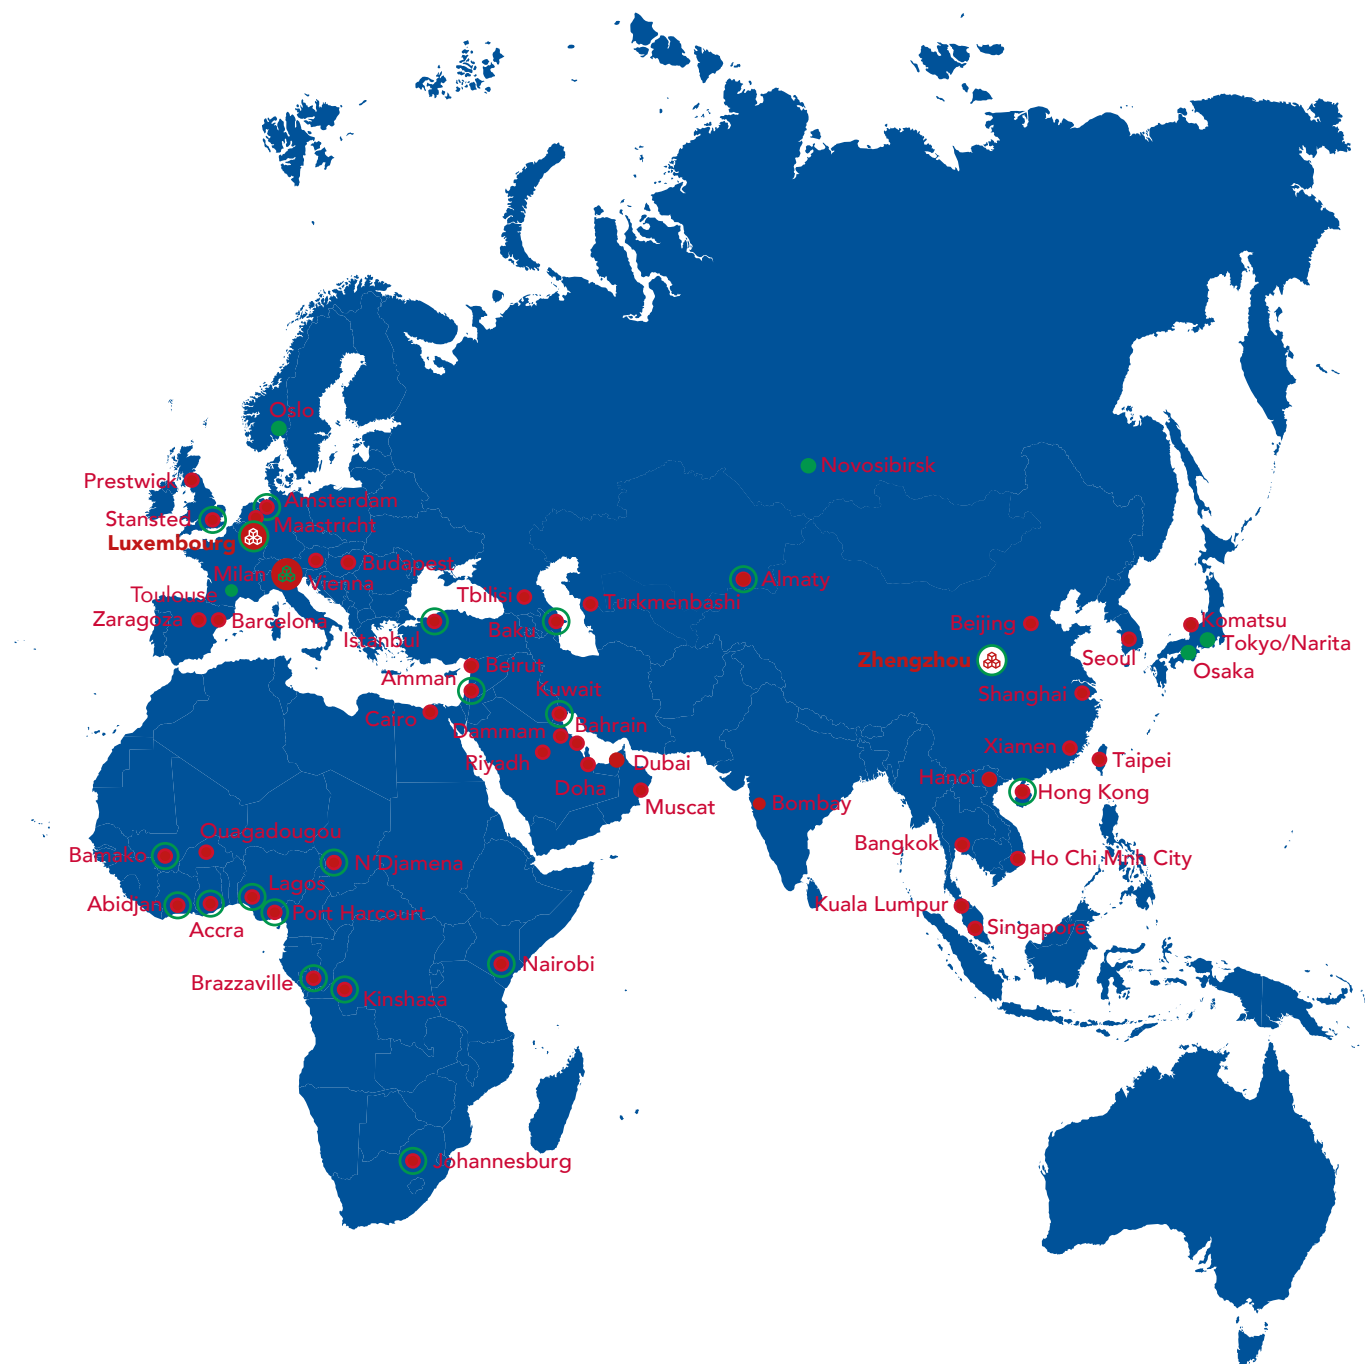 Oslo
Novosibirsk
Prestwick
Amsterdam
Stansted
Maastricht
Luxembourg
Budapest
Milan
Vienna
Almaty
Toulouse
Tbilisi
Turkmenbashi
Zaragoza
Barcelona
Istanbul
Baku
Beijing
Komatsu
Tokyo/Narita
Seoul
Zhengzhou
Osaka
Beirut
Amman
Kuwait
Shanghai
Cairo
Dammam
Bahrain
Riyadh
Dubai
Xiamen
Taipei
Hanoi
Doha
Muscat
Bombay
Hong Kong
Ouagadougou
Bamako
N'Djamena
Bangkok
Ho Chi Mnh City
Lagos
Abidjan
Port Harcourt
Kuala Lumpur
Accra
Singapore
Nairobi
Brazzaville
Kinshasa
Johannesburg